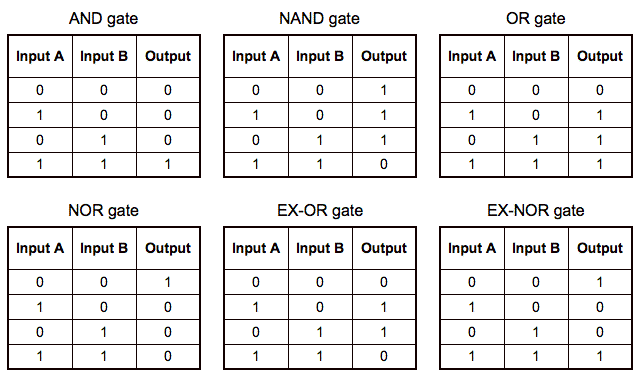 AND gate
Input A Input B Output
0 0 0
1 0 0
0 1 0
1 1 1
NAND gate
Input A Input B Output
0 0 1
1 0 1
0 1 1
1 1 0
OR gate
Input A Input B Output
0 0 0
1 0 1
0 1 1
1 1 1
NOR gate
Input A Input B Output
0 0 1
1 0 0
0 1 0
1 1 0
EX-OR gate
Input A Input B Output
0 0 0
1 0 1
0 1 1
1 1 0
EX-NOR gate
Input A Input B Output
0 0 1
1 0 0
0 1 0
1 1 1